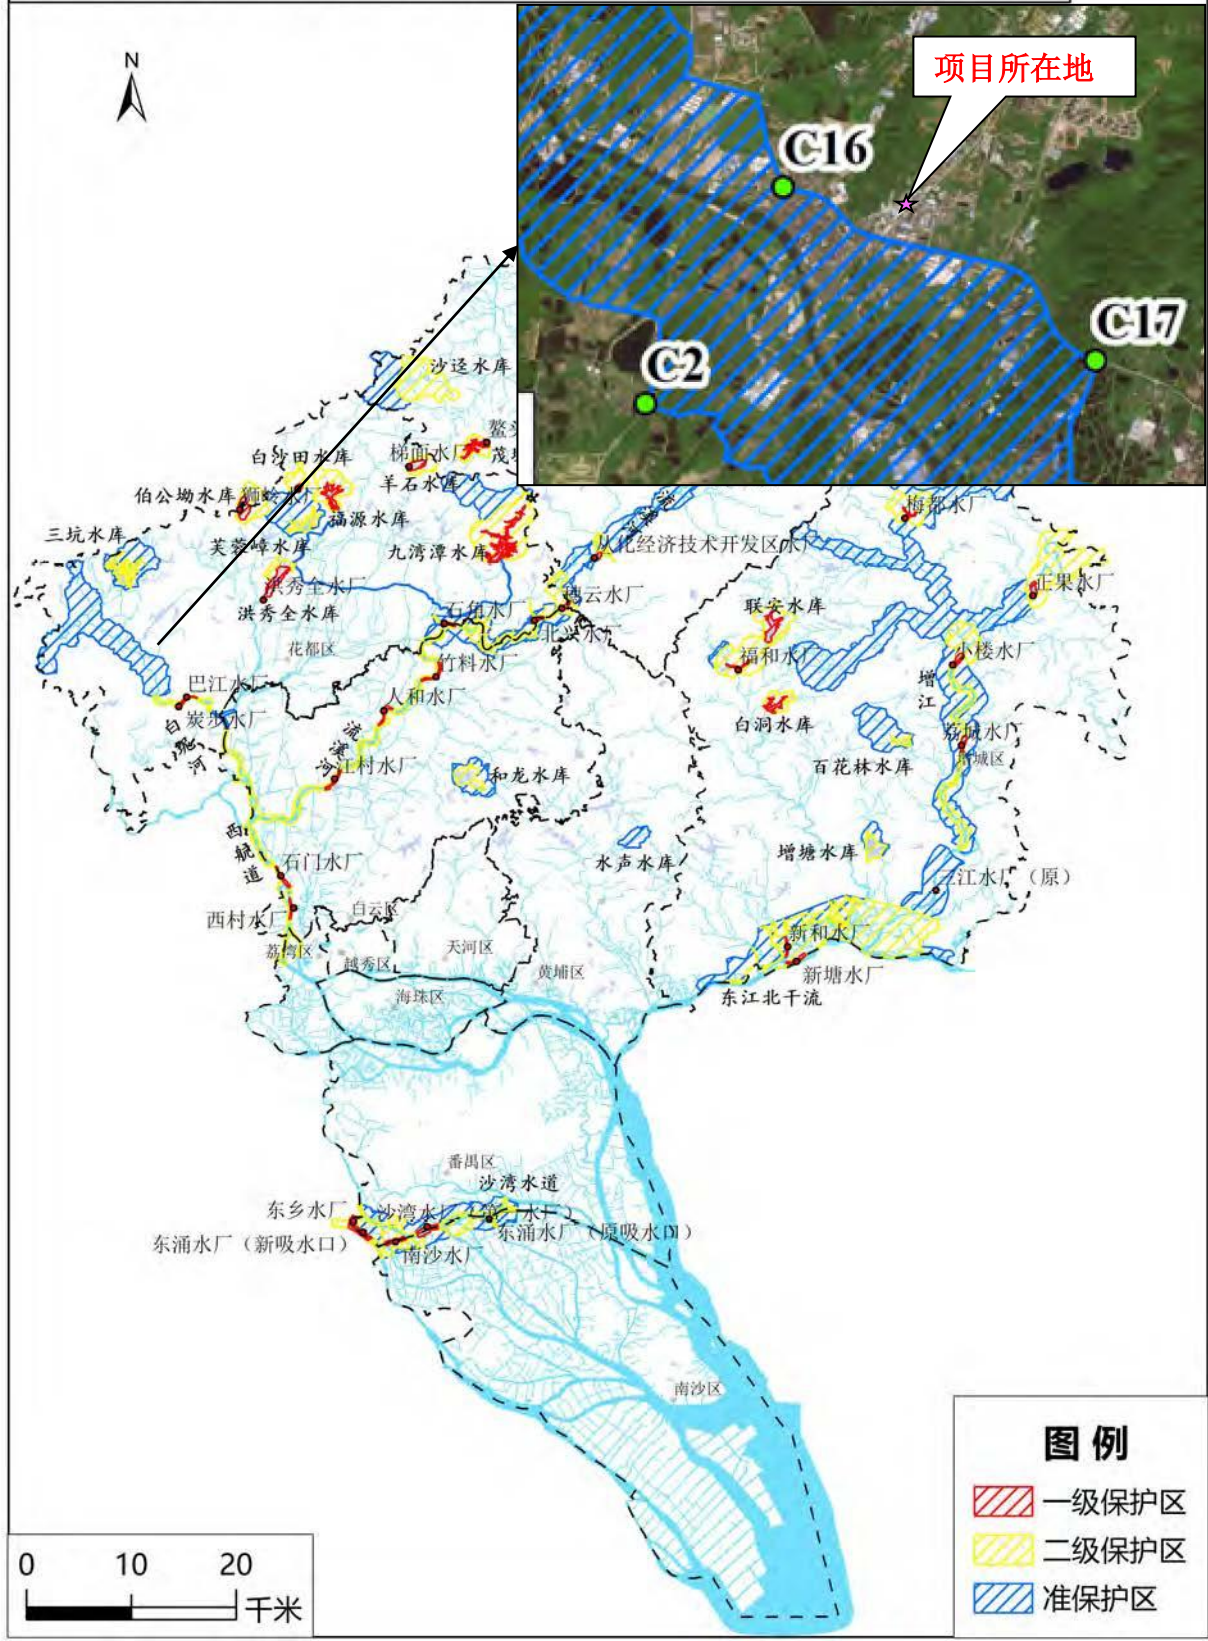 N
项目所在地
C16
C17
C2
沙迳水库
梯面水厂
羊石水库
白沙田水库
伯公坳水库
福源水库
三坑水库
芙蓉嶂水库
九湾潭水库
洪秀全水厂
洪秀全水库
从化经济技术开发区水厂
梅都水厂
正果水厂
联安水库
石角水厂
北兴水厂
花都区
竹料水厂
福和水厂
小楼水厂
巴江水厂
炭步水厂
人和水厂
增江
白洞水库
白坭河
流溪河
江村水厂
荔城水厂
增城区
百花林水库
和龙水库
西航道
水声水库
增塘水库
石门水厂
三江水厂（原）
西村水厂
白云区
荔湾区
越秀区
天河区
黄埔区
新和水厂
新塘水厂
海珠区
东江北干流
番禺区
沙湾水道
东乡水厂
东涌水厂（新吸水口）
东涌水厂（原吸水口）
南沙水厂
南沙区
图例
一级保护区
二级保护区
准保护区
0 10 20
千米